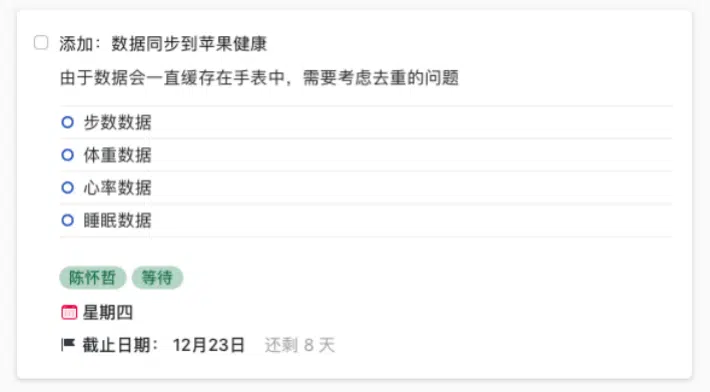 添加：数据同步到苹果健康
由于数据会一直缓存在手表中，需要考虑去重的问题
步数数据
体重数据
心率数据
睡眠数据
陈怀哲 等待
星期四
截止日期： 12月23日 还剩 8 天